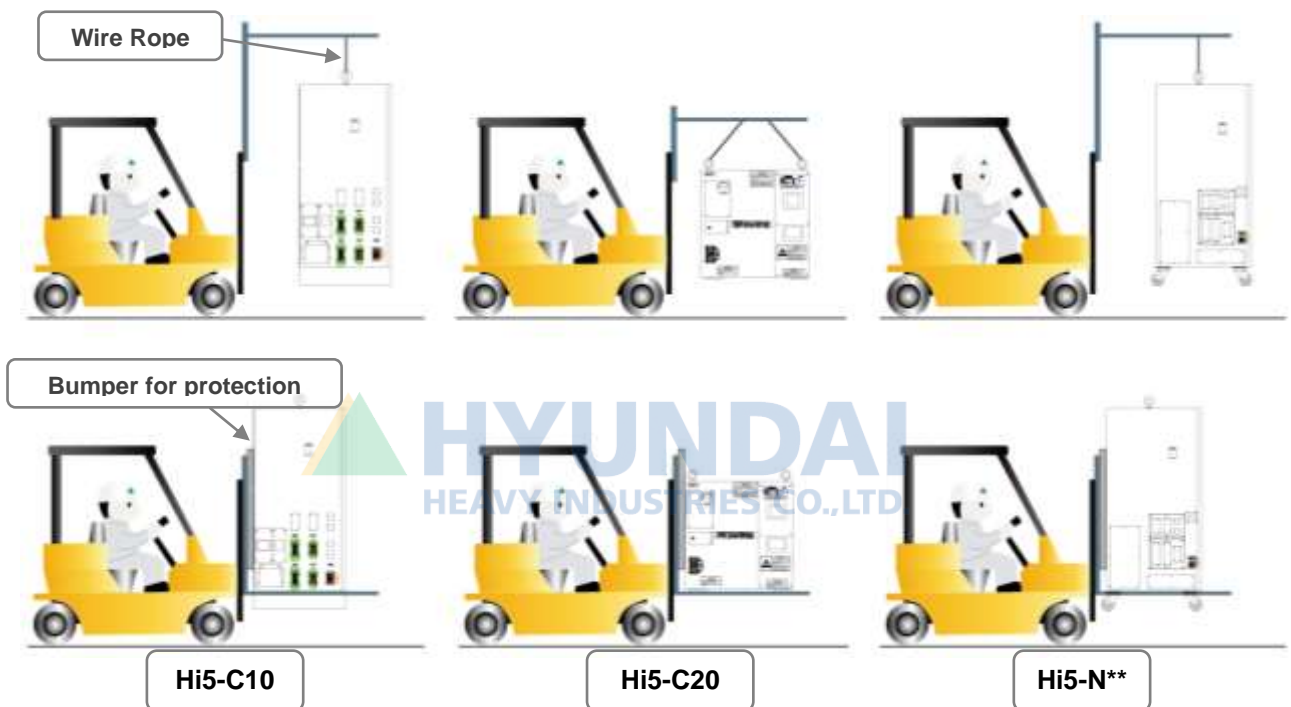 Wire Rope
Bumper for protection
HYUNDAI
HEAVY INDUSTRIES CO.,LTD
Hi5-C10
Hi5-C20
Hi5-N**